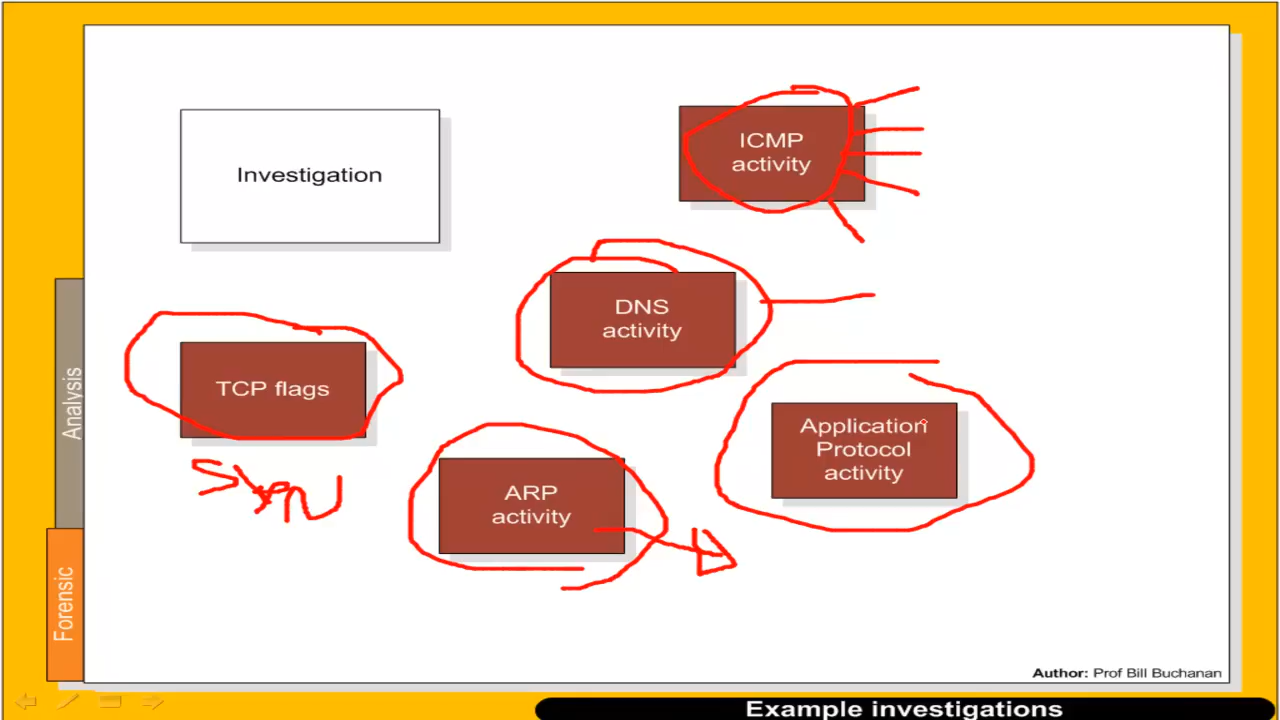 Investigation
ICMP
activity
DNS
activity
TCP flags
SYN
ARP
activity
Application
Protocol
activity
Analysis
Forensic
Author: Prof Bill Buchanan
Example investigations